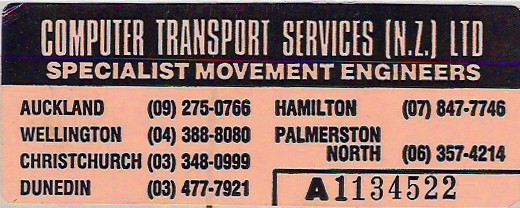 COMPUTER TRANSPORT SERVICES (N.Z.) LTD
SPECIALIST MOVEMENT ENGINEERS
AUCKLAND (09) 275-0766
WELLINGTON (04) 388-8080
CHRISTCHURCH (03) 348-0999
DUNEDIN (03) 477-7921
HAMILTON (07) 847-7746
PALMERSTON
NORTH (06) 357-4214
A1134522